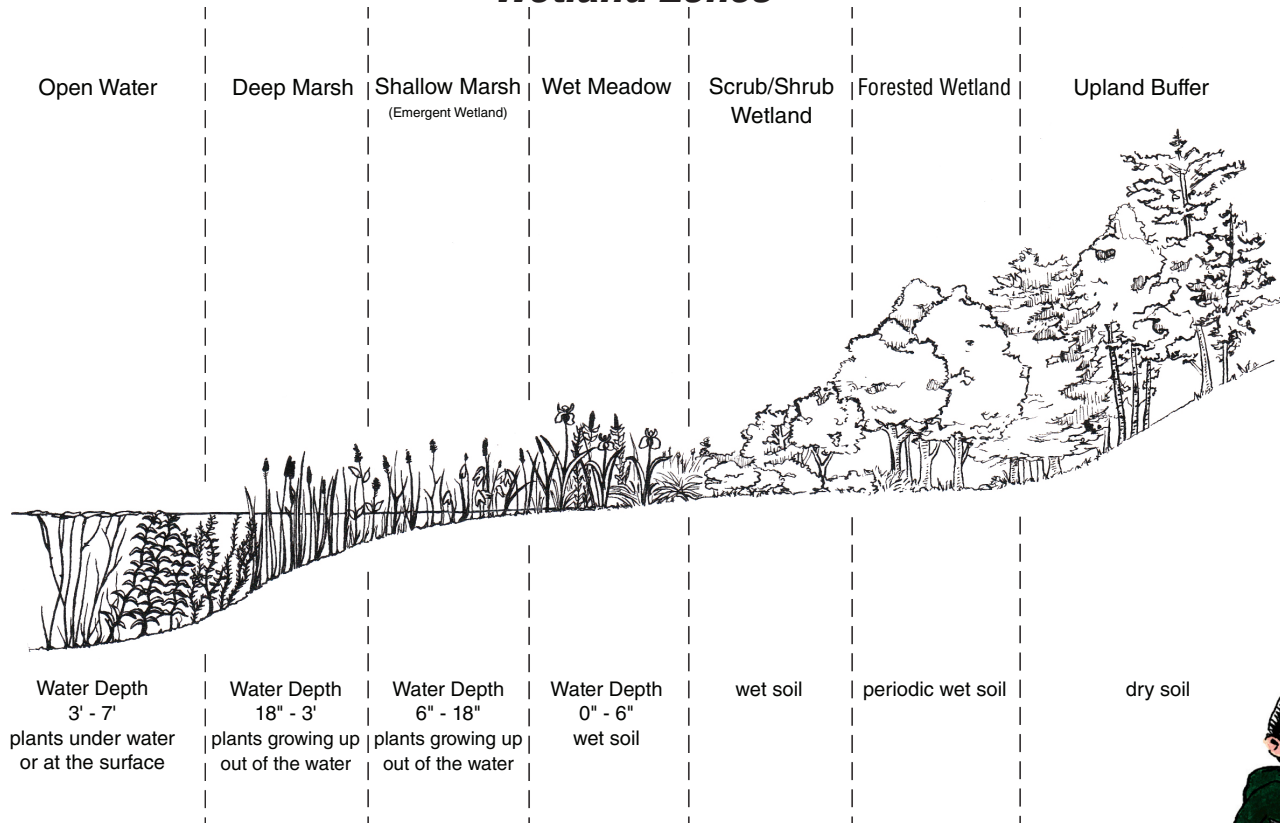 Wetland Zones
Open Water
Deep Marsh
Shallow Marsh
(Emergent Wetland)
Wet Meadow
Scrub/Shrub
Wetland
Forested Wetland
Upland Buffer
Water Depth
3' - 7'
plants under water
or at the surface
Water Depth
18" - 3'
plants growing up
out of the water
Water Depth
6" - 18"
plants growing up
out of the water
Water Depth
0" - 6"
wet soil
wet soil
periodic wet soil
dry soil